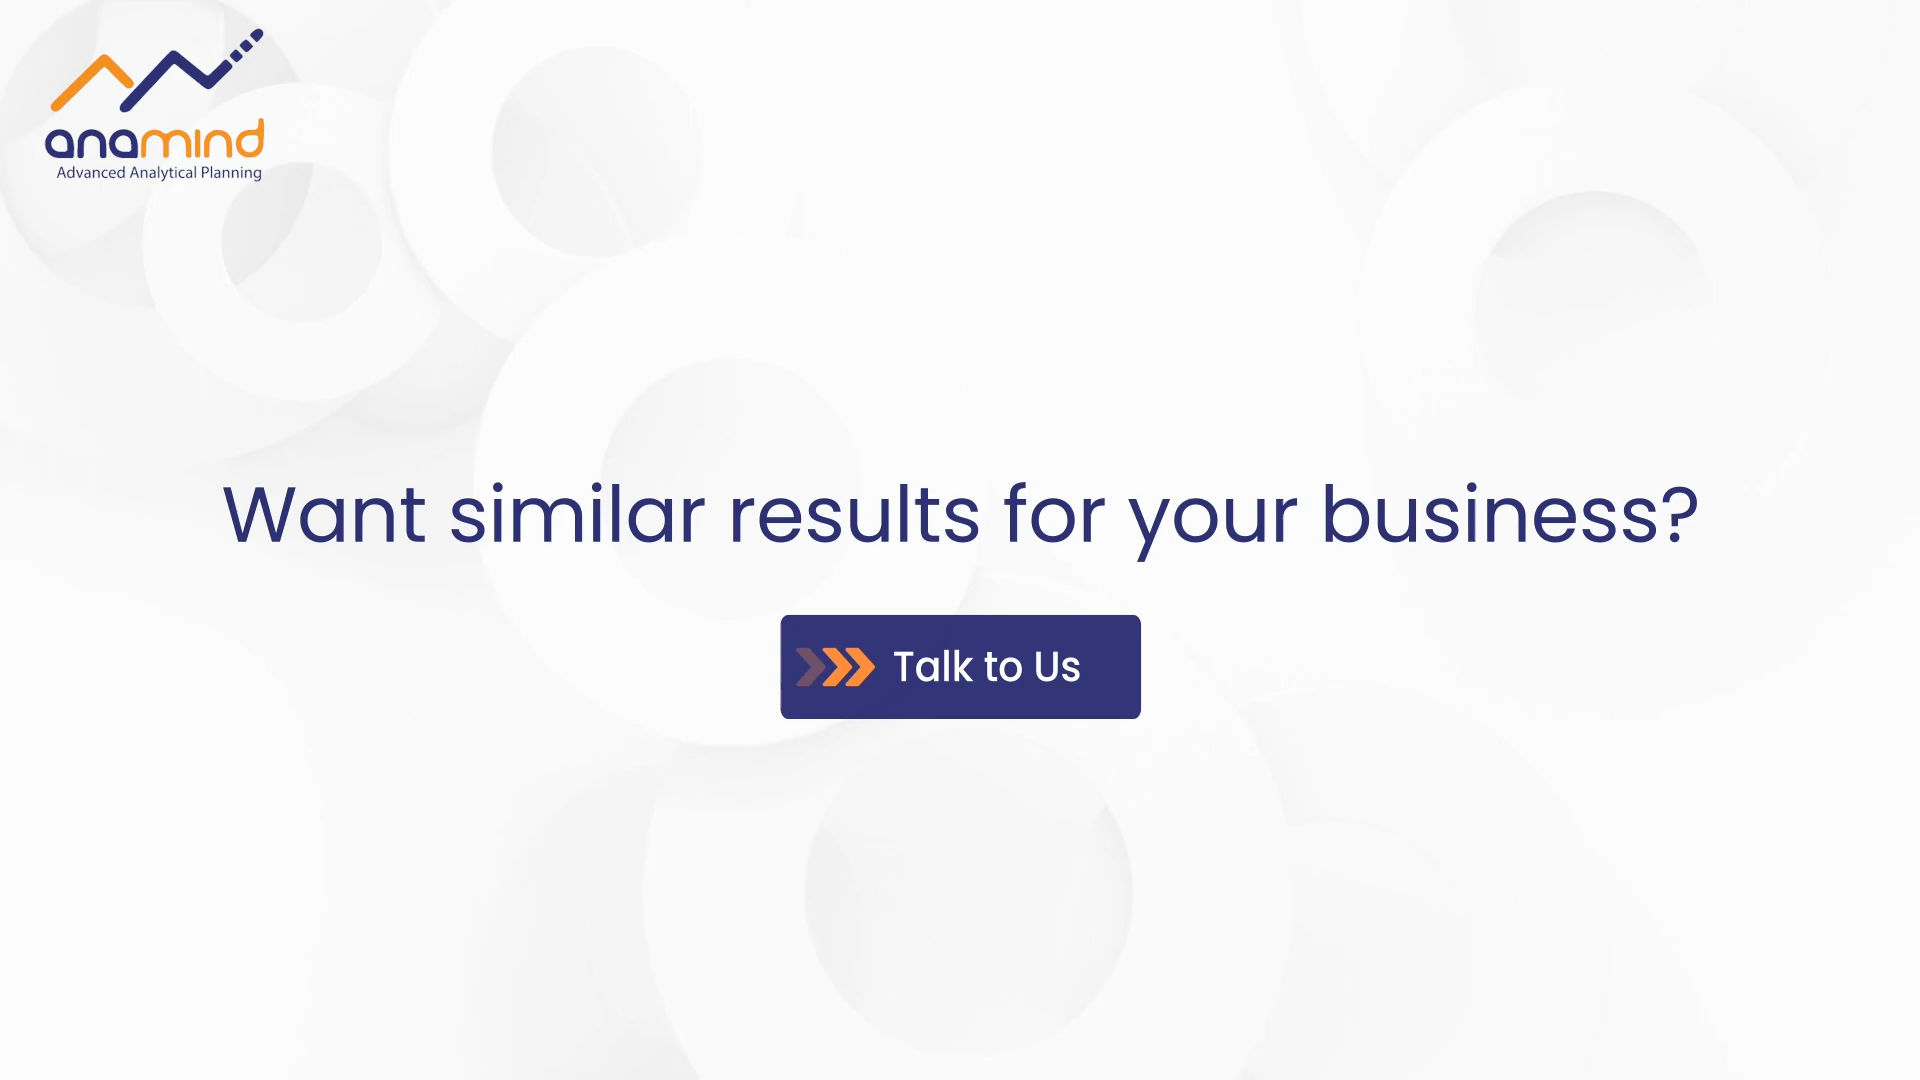 anamind
Advanced Analytical Planning
Want similar results for your business?
Talk to Us